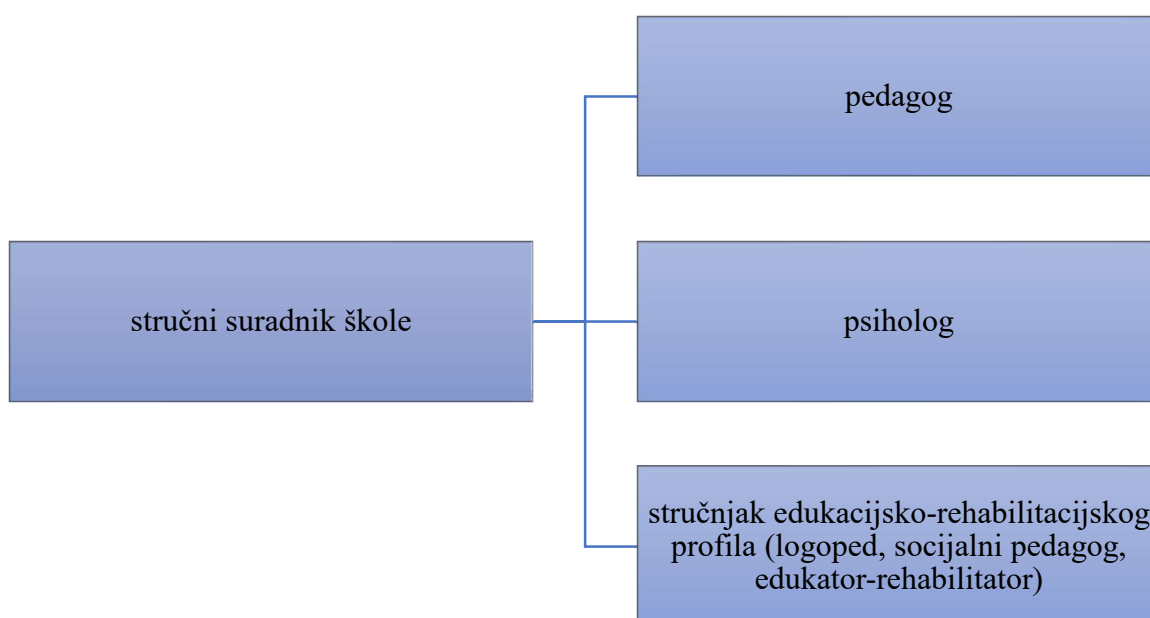 stručni suradnik škole
pedagog
psiholog
stručnjak edukacijsko-rehabilitacijskog
profila (logoped, socijalni pedagog,
edukator-rehabilitator)